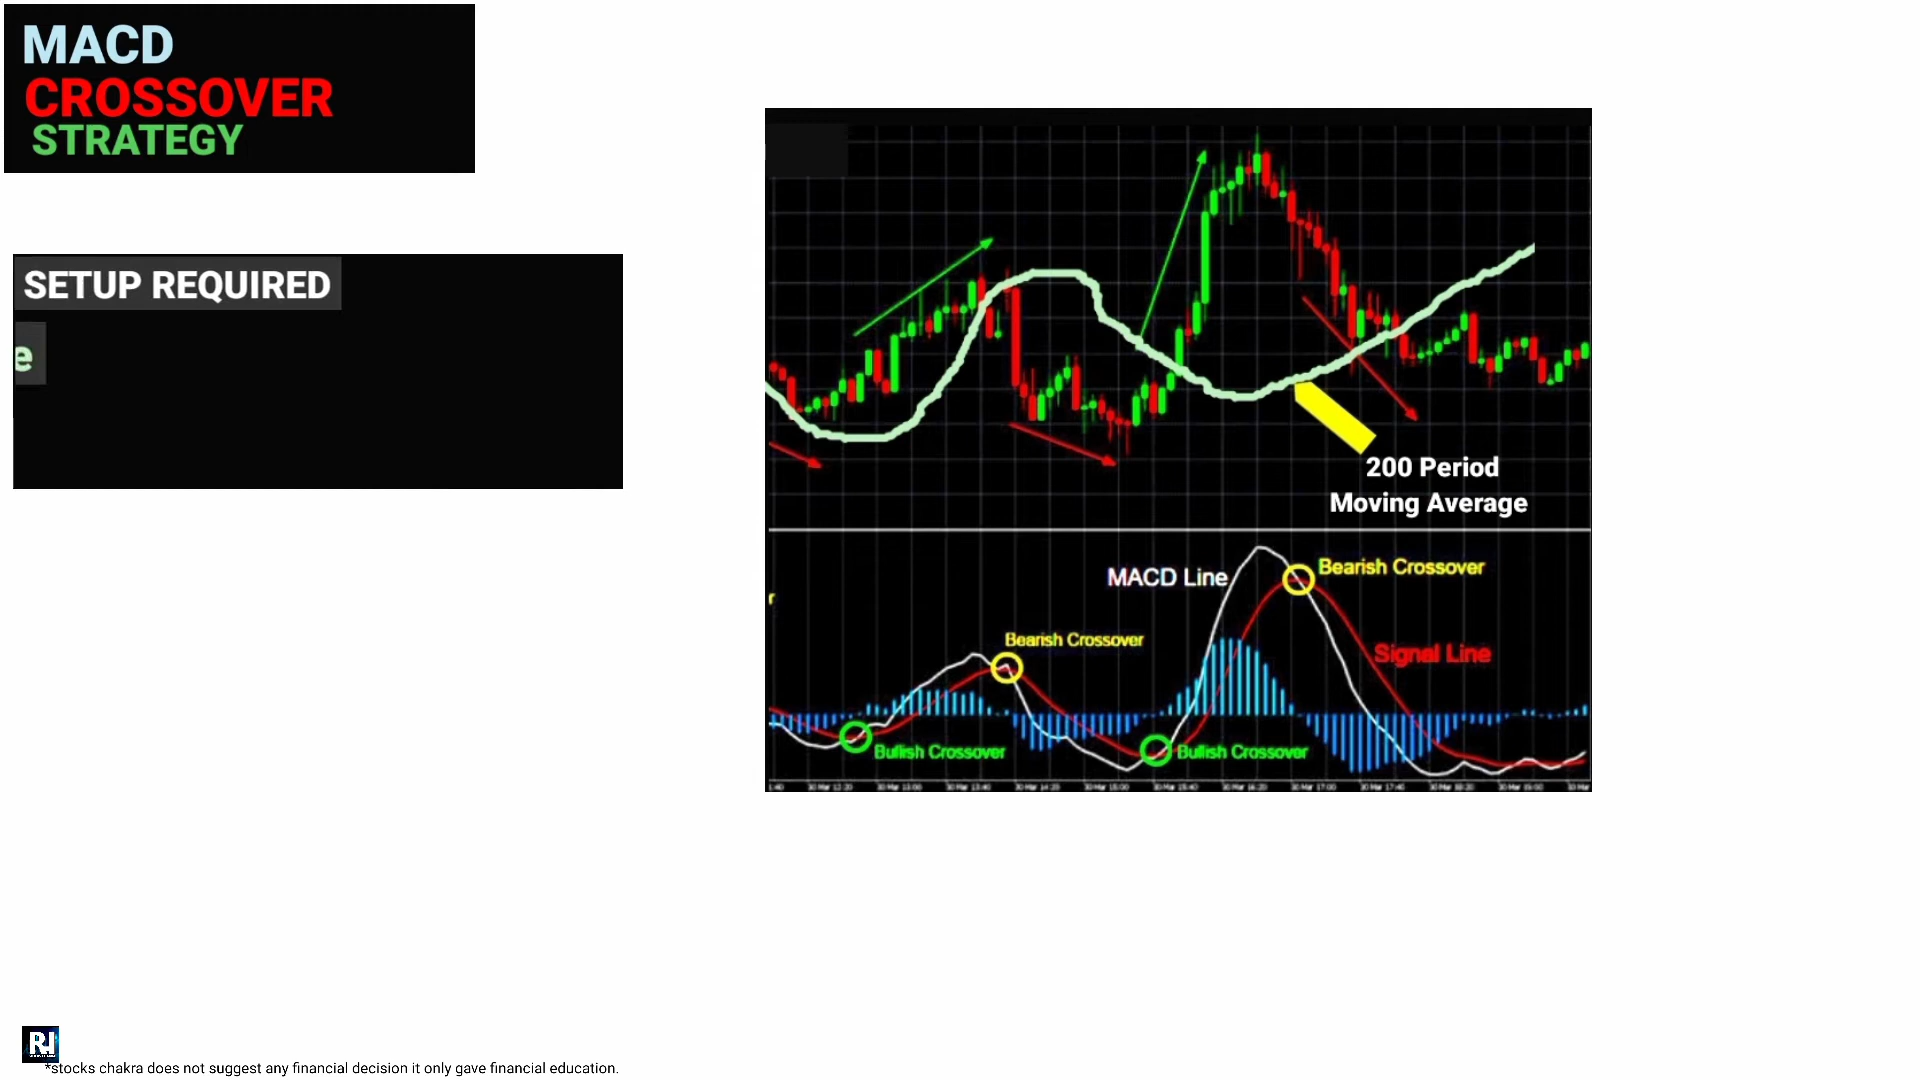 MACD
CROSSOVER
STRATEGY
SETUP REQUIRED
e
200 Period
Moving Average
MACD Line
Bearish Crossover
r
Bearish Crossover
Signal Line
Bullish Crossover
Bullish Crossover
RI
*stocks chakra does not suggest any financial decision it only gave financial education.